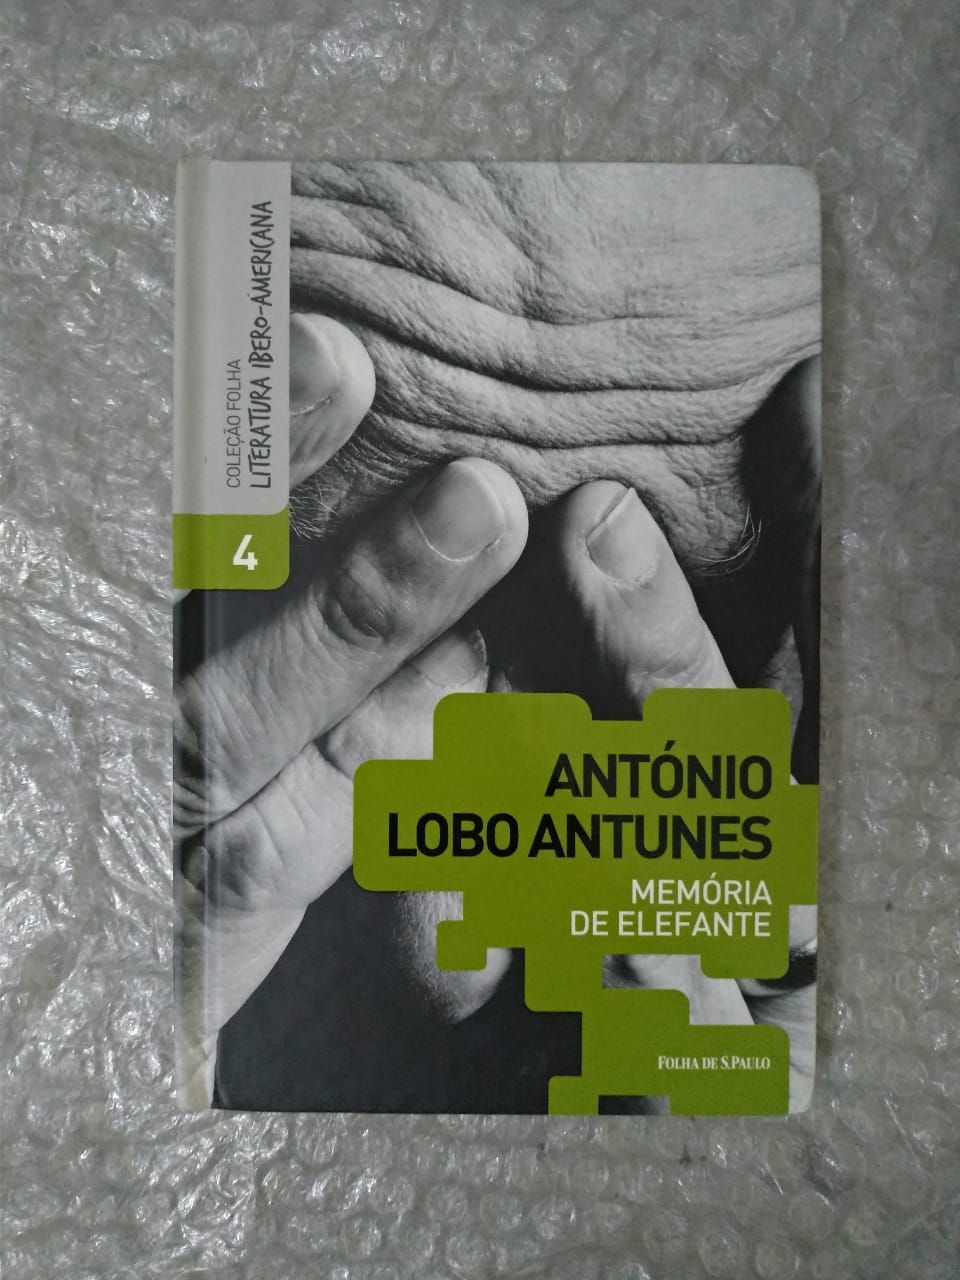 COLEÇÃO FOLHA
LITERATURA IBERO-AMERICANA
4
ANTÓNIO
LOBO ANTUNES
MEMÓRIA
DE ELEFANTE
FOLHA DE S.PAULO